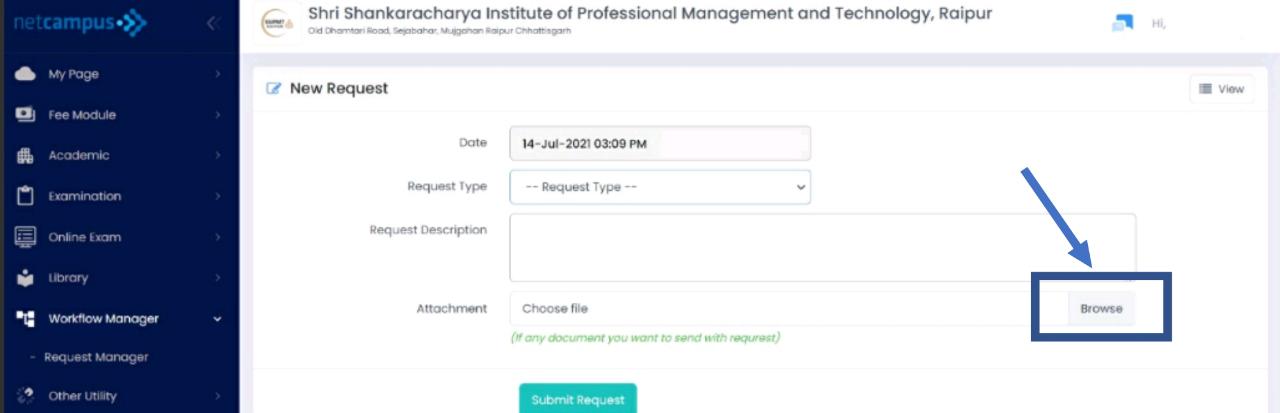 netcampus
Shri Shankaracharya Institute of Professional Management and Technology, Raipur
Old Dhamtari Road, Sejabahar, Mujgahan Raipur Chhattisgarh
Hi,
My Page
Fee Module
Academic
Examination
Online Exam
Library
Workflow Manager
- Request Manager
Other Utility
New Request
View
Date
14-Jul-2021 03:09 PM
Request Type
-- Request Type --
Request Description
Attachment
Choose file
Browse
(If any document you want to send with requrest)
Submit Request